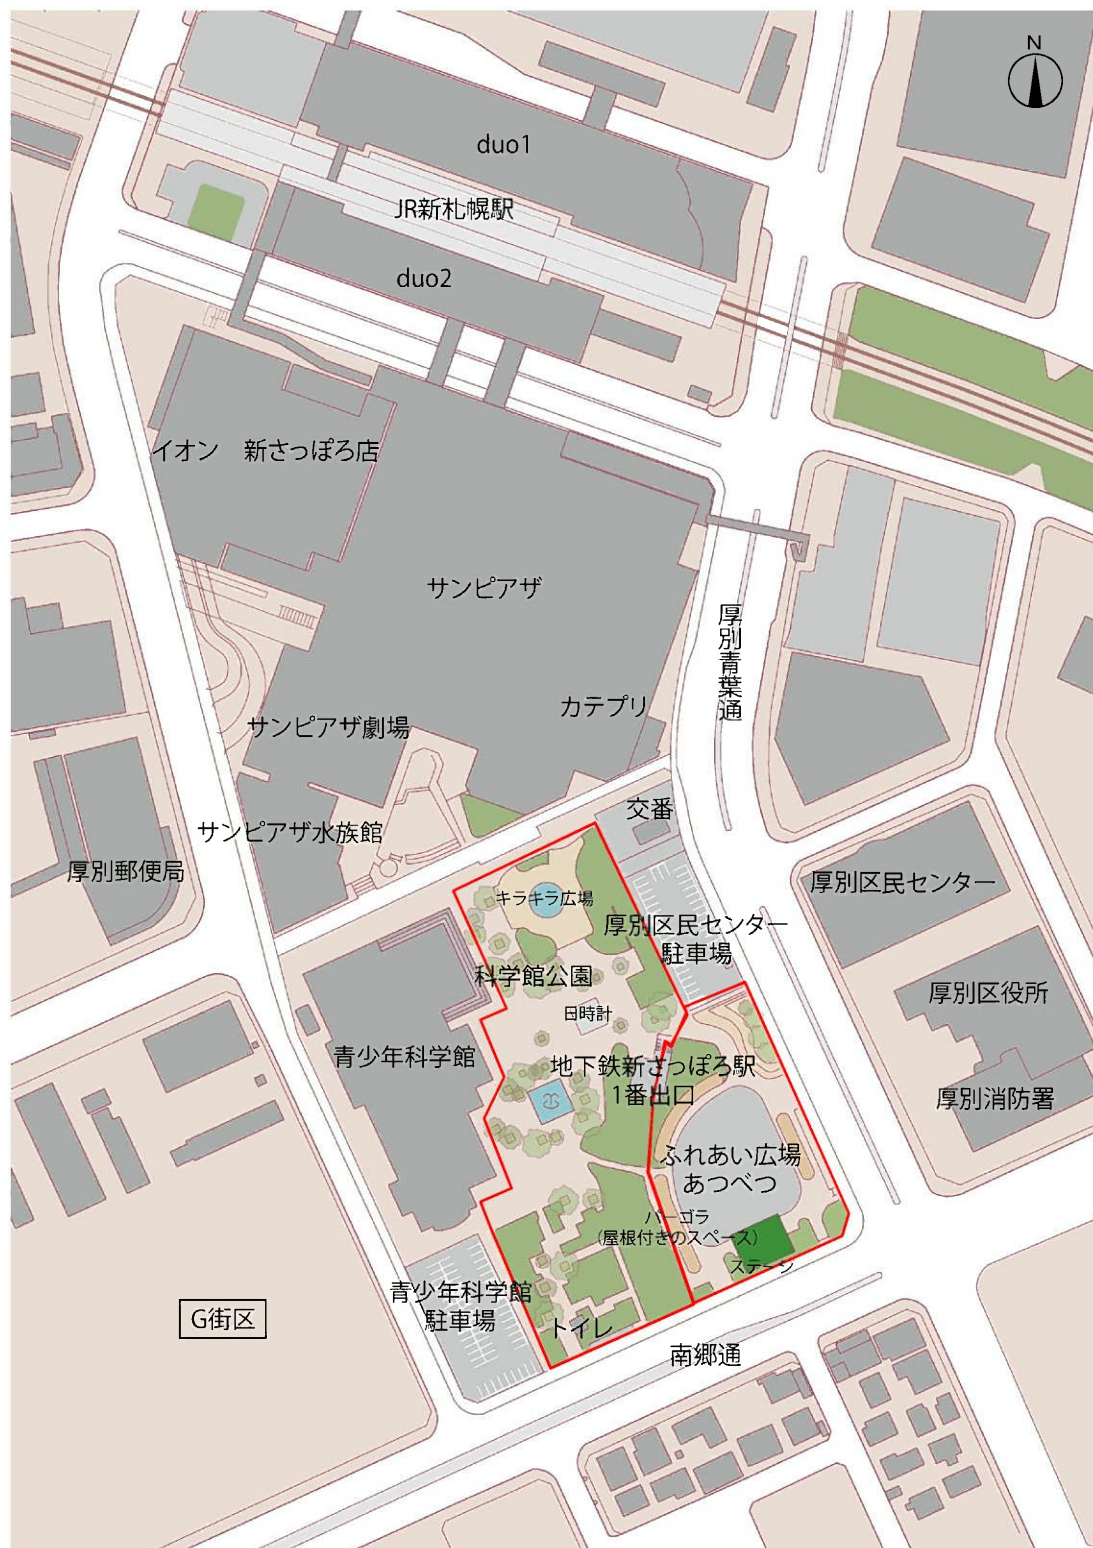 N
duo1
JR新札幌駅
duo2
イオン　新さっぽろ店
サンピアザ
厚別青葉通
カテプリ
サンピアザ劇場
交番
サンピアザ水族館
厚別郵便局
厚別区民センター
キラキラ広場
厚別区民センター
駐車場
科学館公園
厚別区役所
日時計
青少年科学館
地下鉄新さっぽろ駅
1番出口
厚別消防署
ふれあい広場
あつべつ
パーゴラ
（屋根付きのスペース）
ステージ
青少年科学館
駐車場
G街区
トイレ
南郷通